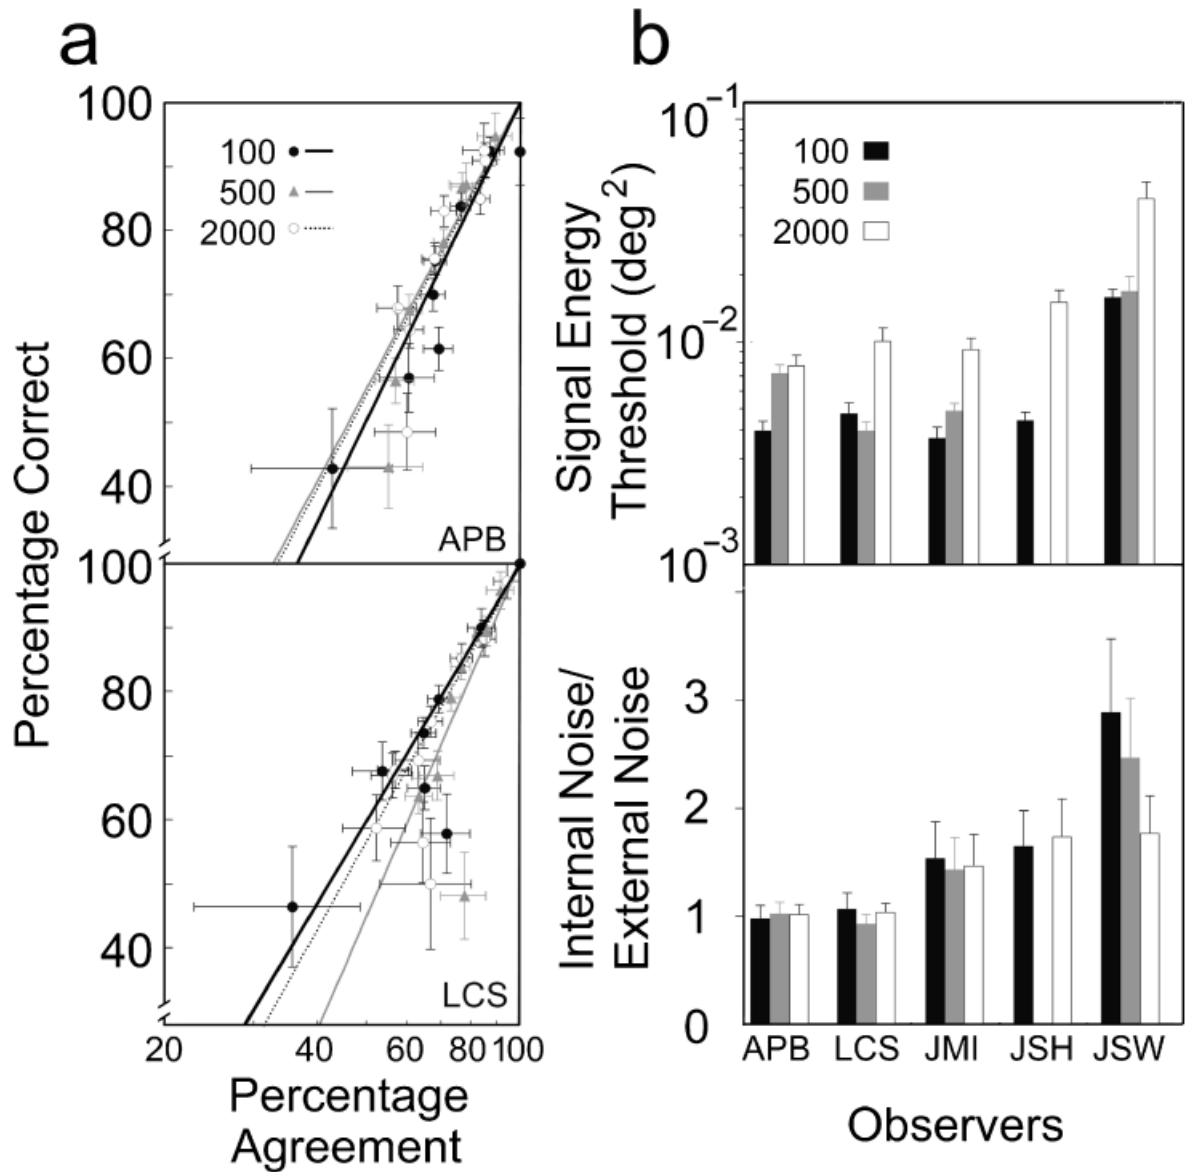 a
Percentage Correct
100
80
60
40
100
500
2000
APB
100
80
60
40
LCS
20
40
60
80
100
Percentage
Agreement
b
Signal Energy
Threshold (deg²)
10⁻¹
10⁻²
10⁻³
100
500
2000
Internal Noise/
External Noise
3
2
1
0
APB
LCS
JMI
JSH
JSW
Observers